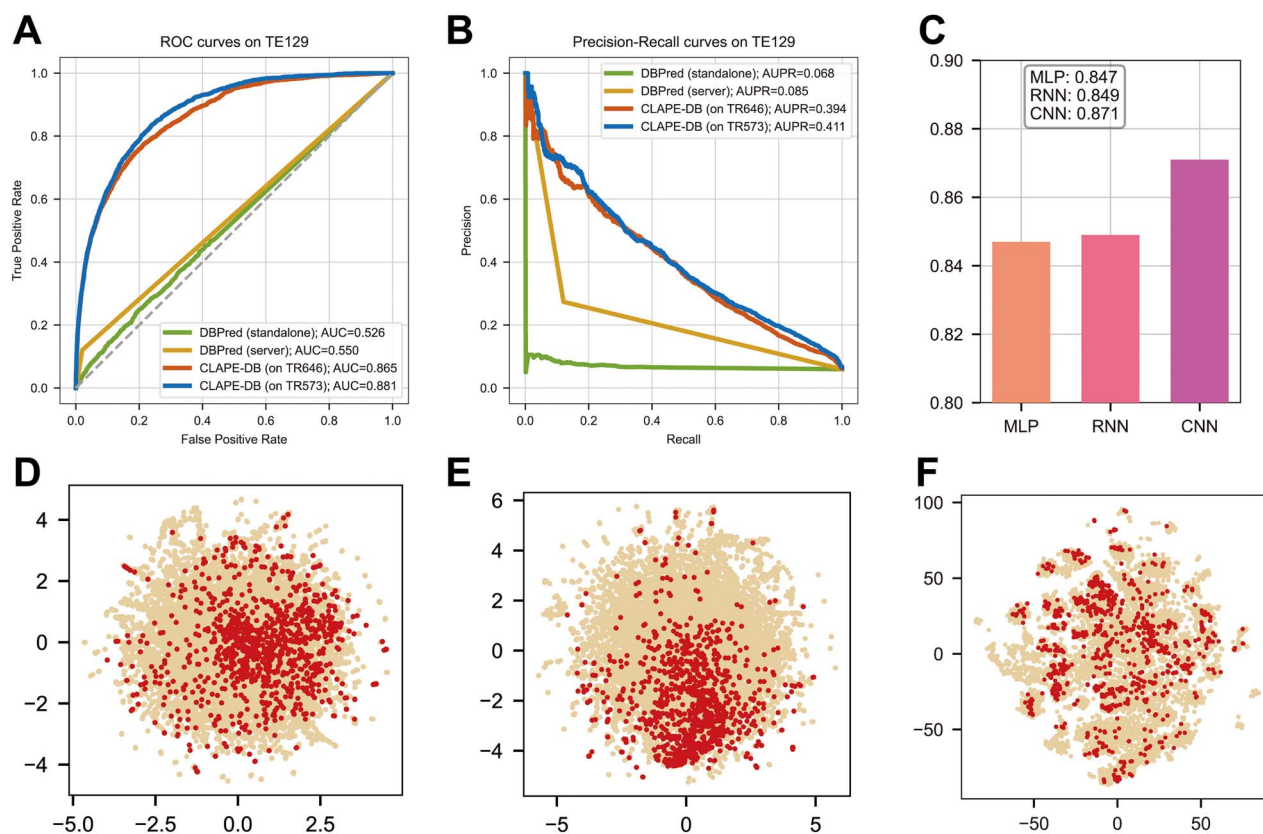 A
ROC curves on TE129
True Positive Rate
1.0
0.8
0.6
0.4
0.2
0.0
DBPred (standalone); AUC=0.526
DBPred (server); AUC=0.550
CLAPE-DB (on TR646); AUC=0.865
CLAPE-DB (on TR573); AUC=0.881
0.0 0.2 0.4 0.6 0.8 1.0
False Positive Rate
B
Precision-Recall curves on TE129
Precision
1.0
0.8
0.6
0.4
0.2
0.0
DBPred (standalone); AUPR=0.068
DBPred (server); AUPR=0.085
CLAPE-DB (on TR646); AUPR=0.394
CLAPE-DB (on TR573); AUPR=0.411
0.0 0.2 0.4 0.6 0.8 1.0
Recall
C
0.90
0.88
0.86
0.84
0.82
0.80
MLP: 0.847
RNN: 0.849
CNN: 0.871
MLP RNN CNN
D
4
2
0
−2
−4
−5.0 −2.5 0.0 2.5
E
6
4
2
0
−2
−4
−5 0 5
F
100
50
0
−50
−50 0 50